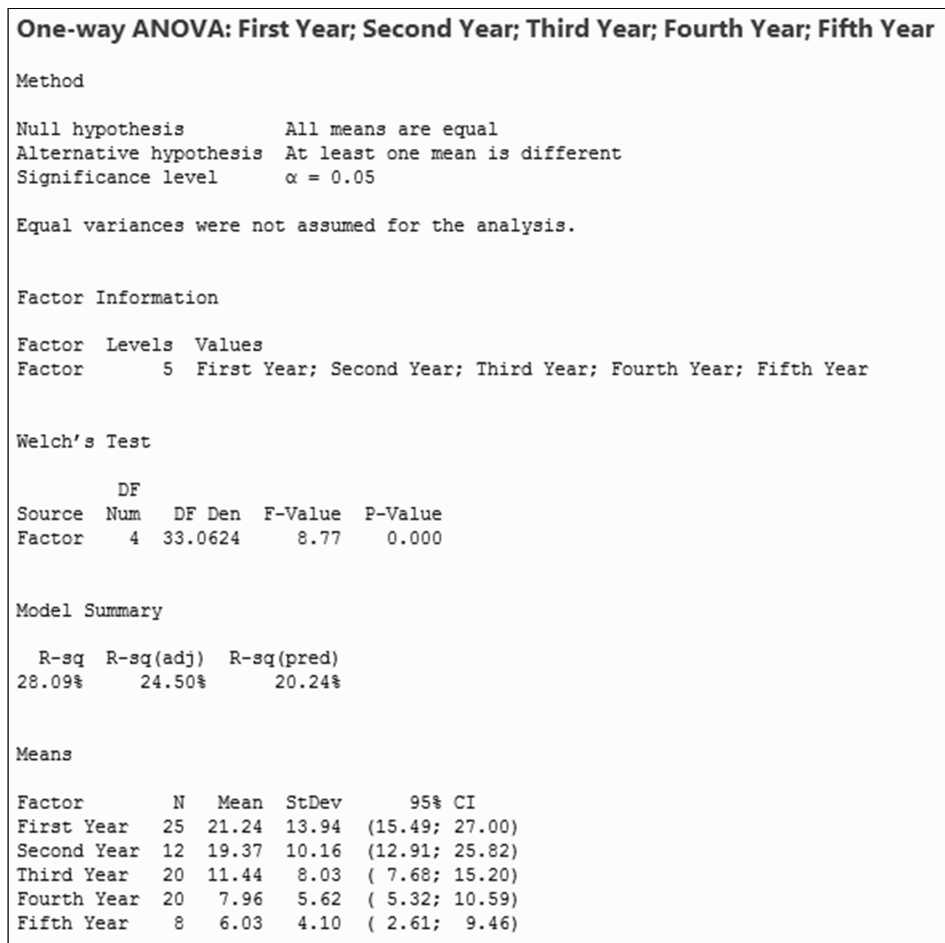 One-way ANOVA: First Year; Second Year; Third Year; Fourth Year; Fifth Year
Method
Null hypothesis All means are equal
Alternative hypothesis At least one mean is different
Significance level α = 0.05
Equal variances were not assumed for the analysis.
Factor Information
Factor Levels Values
Factor 5 First Year; Second Year; Third Year; Fourth Year; Fifth Year
Welch's Test
DF
Source Num DF Den F-Value P-Value
Factor 4 33.0624 8.77 0.000
Model Summary
R-sq R-sq(adj) R-sq(pred)
28.09% 24.50% 20.24%
Means
Factor N Mean StDev 95% CI
First Year 25 21.24 13.94 (15.49; 27.00)
Second Year 12 19.37 10.16 (12.91; 25.82)
Third Year 20 11.44 8.03 ( 7.68; 15.20)
Fourth Year 20 7.96 5.62 ( 5.32; 10.59)
Fifth Year 8 6.03 4.10 ( 2.61; 9.46)